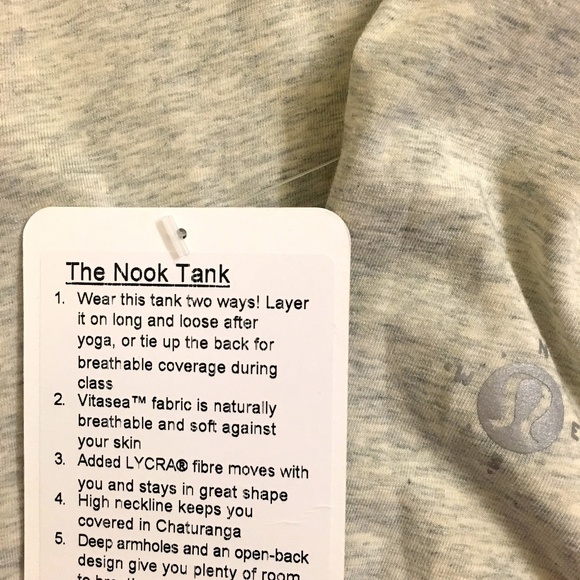 The Nook Tank
1. Wear this tank two ways! Layer
it on long and loose after
yoga, or tie up the back for
breathable coverage during
class
2. Vitasea™ fabric is naturally
breathable and soft against
your skin
3. Added LYCRA® fibre moves with
you and stays in great shape
4. High neckline keeps you
covered in Chaturanga
5. Deep armholes and an open-back
design give you plenty of room
N
W
E
S